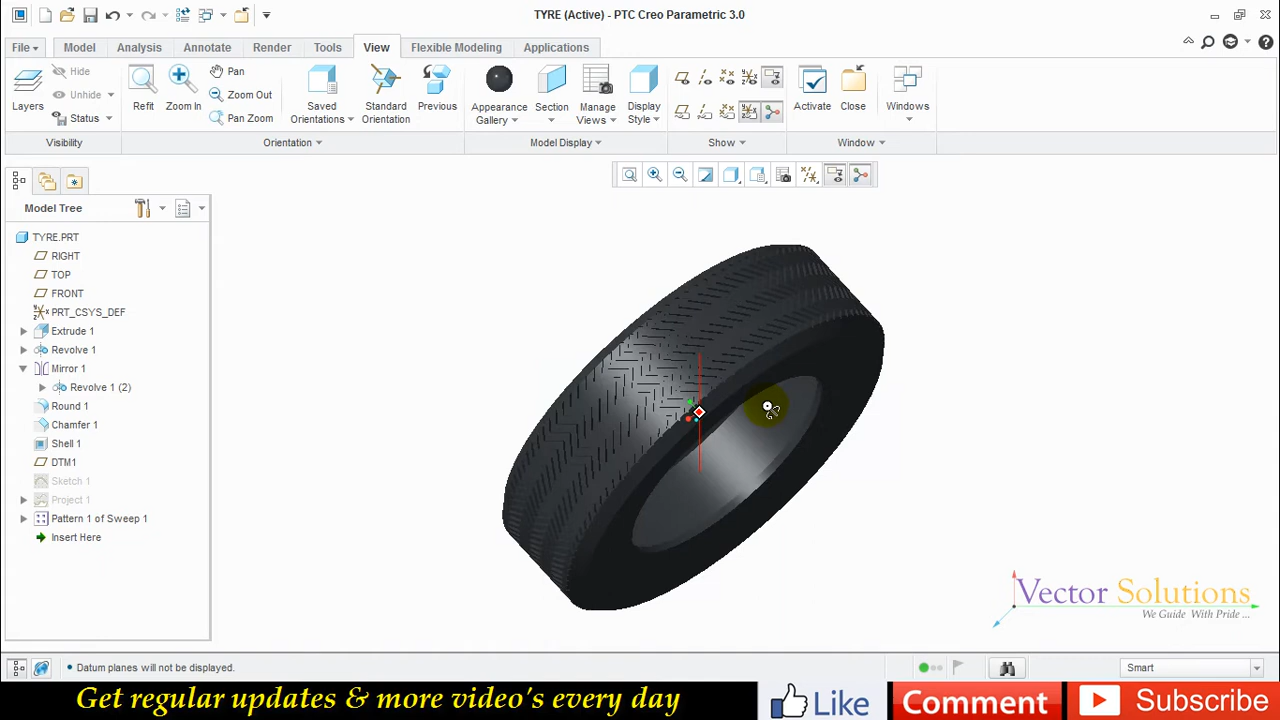 TYRE (Active) - PTC Creo Parametric 3.0
File
Model
Analysis
Annotate
Render
Tools
View
Flexible Modeling
Applications
Layers
Hide
Unhide
Status
Visibility
Refit
Zoom In
Pan
Zoom Out
Pan Zoom
Saved
Orientations
Standard
Orientation
Previous
Orientation
Appearance
Gallery
Section
Manage
Views
Display
Style
Model Display
Show
Activate
Close
Windows
Window
Model Tree
TYRE.PRT
RIGHT
TOP
FRONT
PRT_CSYS_DEF
Extrude 1
Revolve 1
Mirror 1
Revolve 1 (2)
Round 1
Chamfer 1
Shell 1
DTM1
Sketch 1
Project 1
Pattern 1 of Sweep 1
Insert Here
Vector Solutions
We Guide With Pride ...
Datum planes will not be displayed.
Smart
Get regular updates & more video's every day
Like
Comment
Subscribe